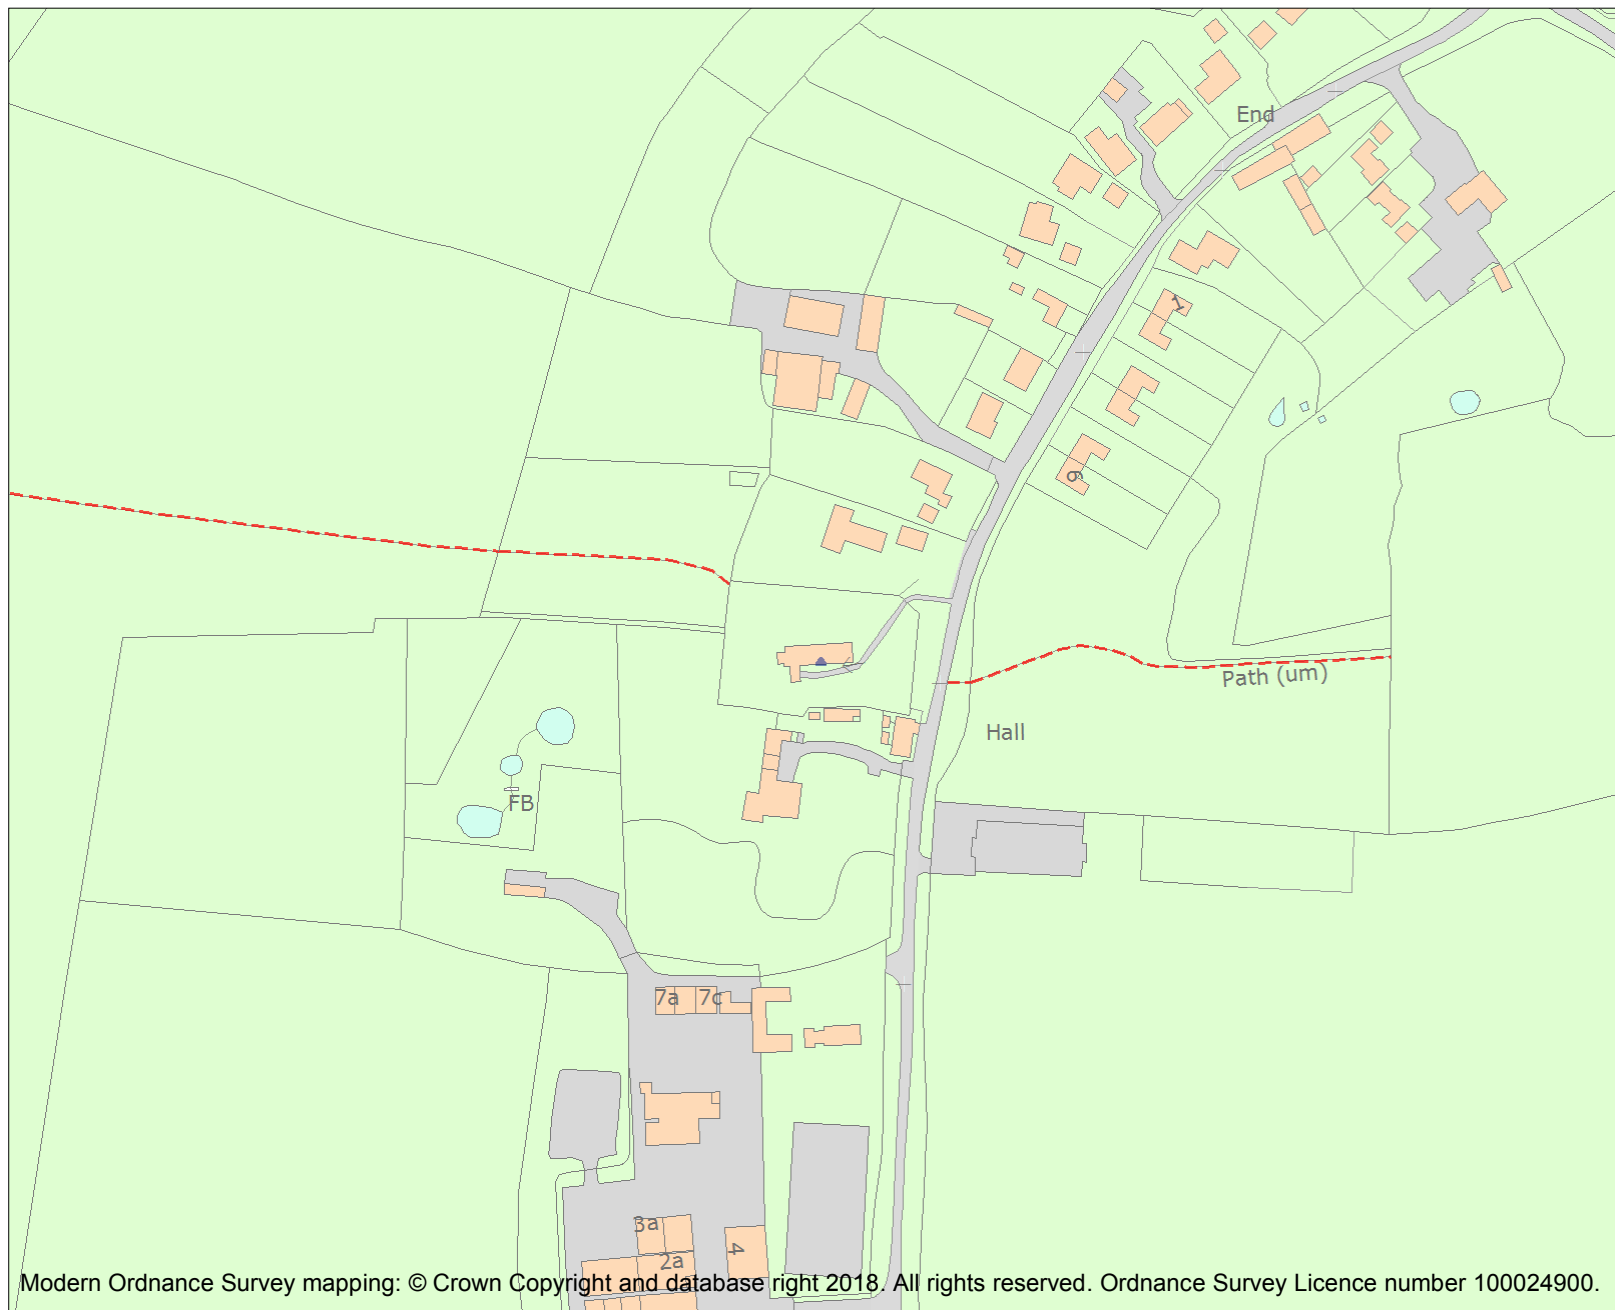 End
1
6
Path (um)
Hall
FB
7a 7c
3a
4
2a
Modern Ordnance Survey mapping: © Crown Copyright and database right 2018. All rights reserved. Ordnance Survey Licence number 100024900.